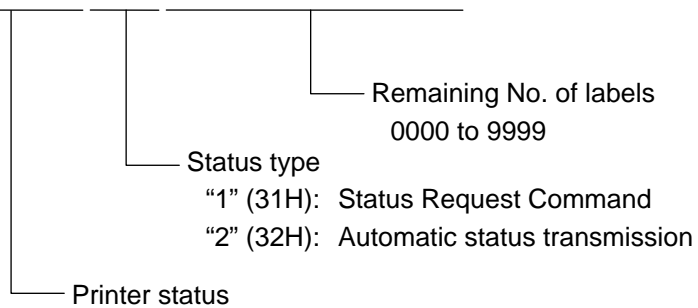 Remaining No. of labels
0000 to 9999
Status type
“1” (31H): Status Request Command
“2” (32H): Automatic status transmission
Printer status